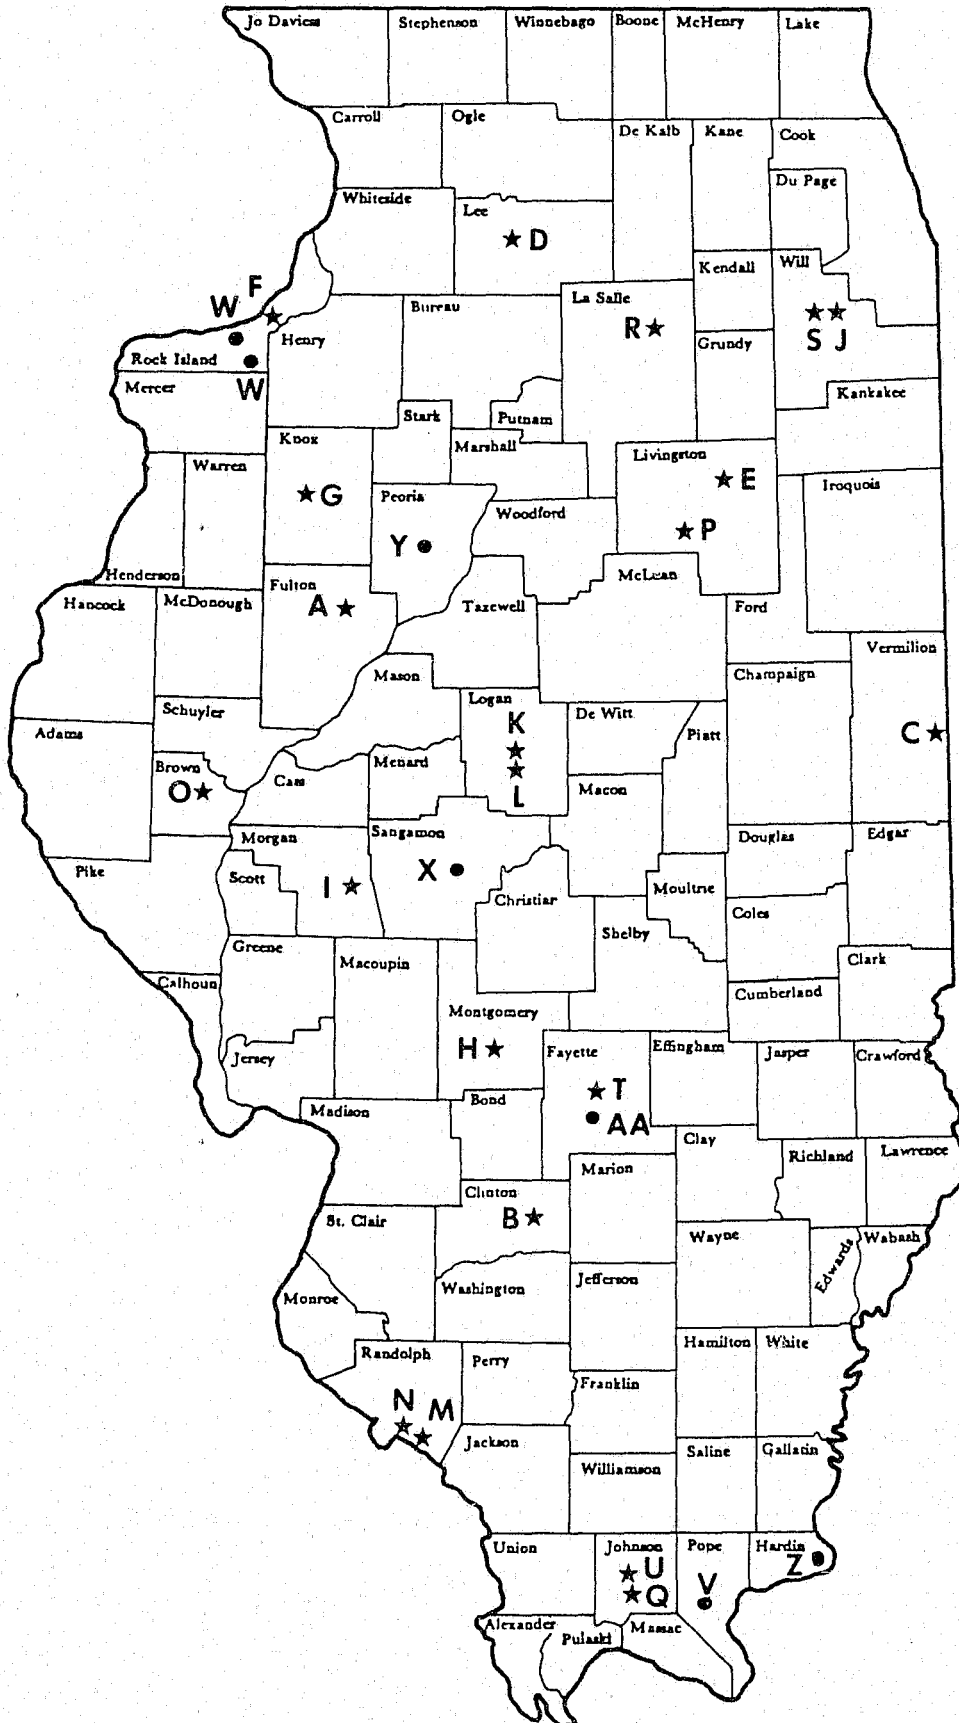 Jo Daviess Stephenson Winnebago Boone McHenry Lake
Carroll Ogle De Kalb Kane Cook
Du Page
Whiteside Lee
D
Kendall Will
F
W
Bureau La Salle
R
S J
Rock Island Henry Grundy
W
Mercer Kankakee
Stark Putnam
Knox Marshall Livingston
Warren
G
Peoria E
Iroquois
Woodford
Y P
Henderson McLean
Fulton
Hancock McDonough A Tazewell Ford
Vermilion
Mason Champaign
Logan
Schuyler K De Witt
Adams Piatt C
Brown Cass Menard
O L Macon
Morgan Sangamon Douglas Edgar
Pike Scott I X Christian Moultrie
Coles
Greene Macoupin Shelby Clark
Calhoun Cumberland
Montgomery
H
Jersey Fayette Effingham Jasper Crawford
T
Madison Bond AA
Clay Richland Lawrence
Marion
Clinton
B
St. Clair Wayne Edwards Wabash
Monroe Washington Jefferson
Randolph Perry Hamilton White
N M Franklin
Jackson Saline Gallatin
Williamson
Union Johnson Pope Hardin
U Z
Q V
Alexander Pulaski Massac